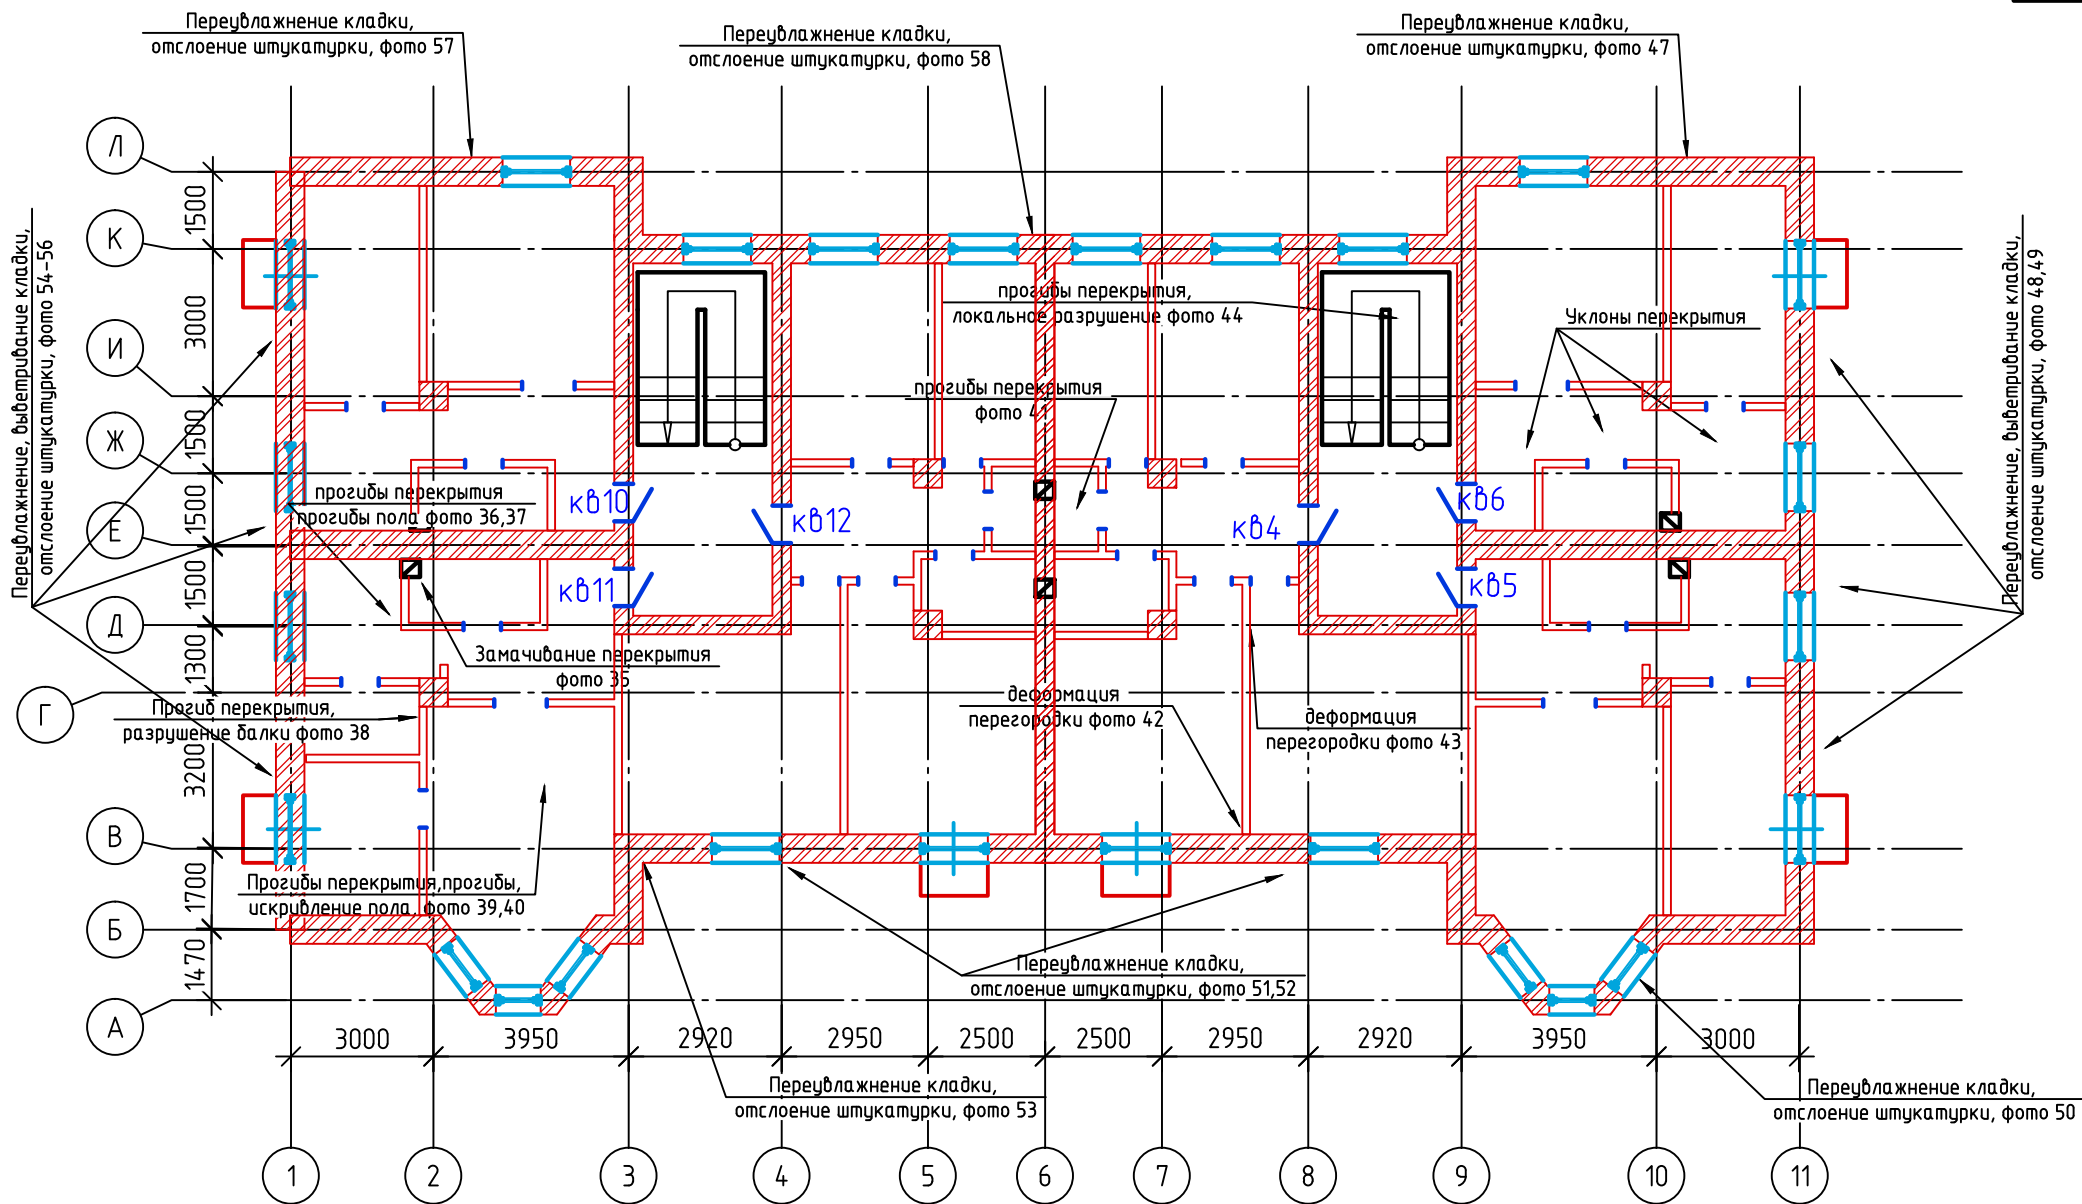 Переувлажнение кладки,
отслоение штукатурки, фото 57
Переувлажнение кладки,
отслоение штукатурки, фото 58
Переувлажнение кладки,
отслоение штукатурки, фото 47
Переувлажнение, выветривание кладки,
отслоение штукатурки, фото 54-56
Переувлажнение, выветривание кладки,
отслоение штукатурки, фото 48,49
прогибы перекрытия,
локальное разрушение фото 44
Уклоны перекрытия
прогибы перекрытия
фото 41
прогибы перекрытия
прогибы пола фото 36,37
кв10
кв12
кв4
кв6
кв11
кв5
Замачивание перекрытия
фото 35
Прогиб перекрытия,
разрушение балки фото 38
деформация
перегородки фото 42
деформация
перегородки фото 43
Прогибы перекрытия,прогибы,
искривление пола, фото 39,40
Переувлажнение кладки,
отслоение штукатурки, фото 51,52
Переувлажнение кладки,
отслоение штукатурки, фото 53
Переувлажнение кладки,
отслоение штукатурки, фото 50
Л
К
И
Ж
Е
Д
Г
В
Б
А
1500
3000
1500
1500
1500
1300
3200
1700
1470
3000
3950
2920
2950
2500
2500
2950
2920
3950
3000
1
2
3
4
5
6
7
8
9
10
11